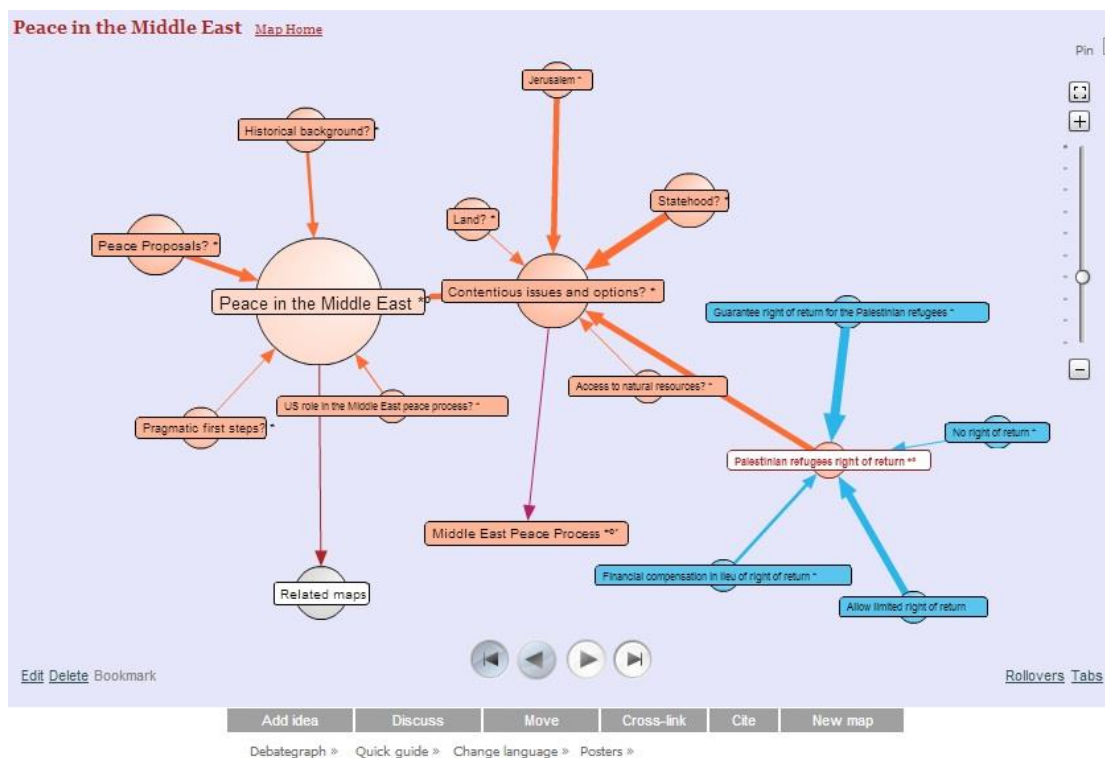 Peace in the Middle East Map Home
Pin
Jerusalem *
Historical background? *
Statehood? *
Land? *
Peace Proposals? *
Contentious issues and options? *
Peace in the Middle East *º
Guarantee right of return for the Palestinian refugees *
Access to natural resources? *
US role in the Middle East peace process? *
Pragmatic first steps? *
No right of return *
Palestinian refugees right of return *º
Middle East Peace Process *º*
Financial compensation in lieu of right of return *
Related maps
Allow limited right of return
Edit Delete Bookmark
Rollovers Tabs
Add idea Discuss Move Cross-link Cite New map
Debategraph » Quick guide » Change language » Posters »